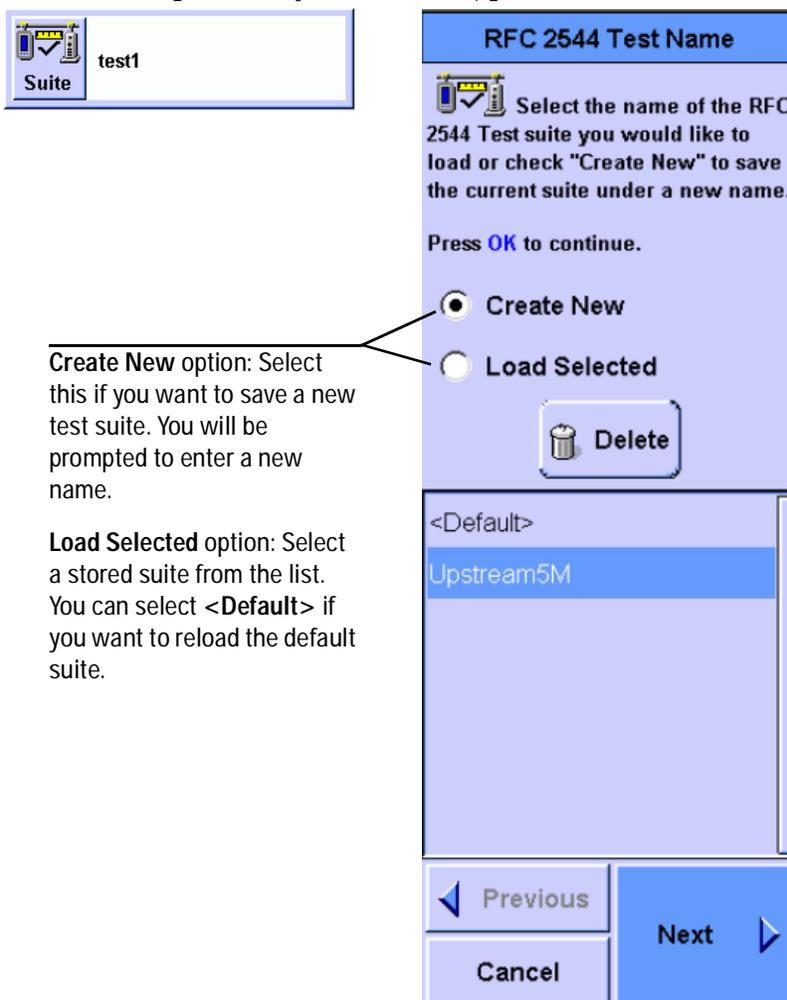 Suite
test1
Create New option: Select
this if you want to save a new
test suite. You will be
prompted to enter a new
name.
Load Selected option: Select
a stored suite from the list.
You can select <Default> if
you want to reload the default
suite.
RFC 2544 Test Name
Select the name of the RFC
2544 Test suite you would like to
load or check "Create New" to save
the current suite under a new name.
Press OK to continue.
Create New
Load Selected
Delete
<Default>
Upstream5M
Previous
Next
Cancel